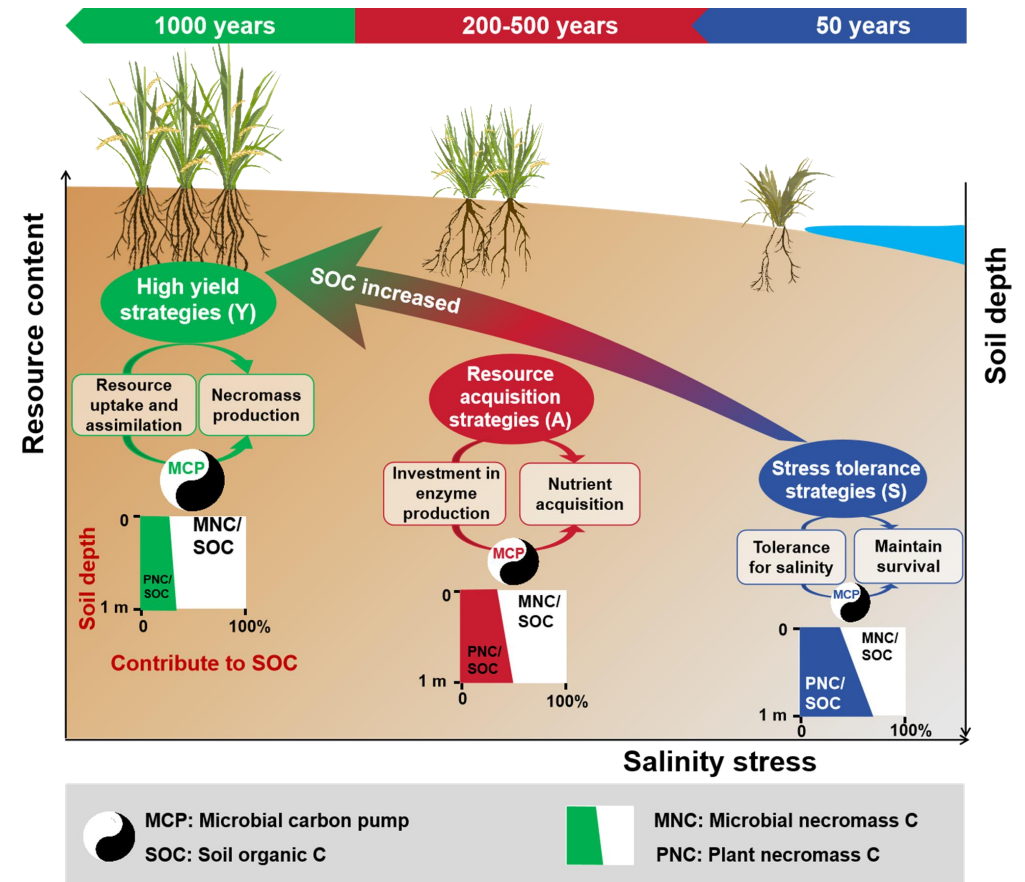 1000 years
200-500 years
50 years
Resource content
Soil depth
SOC increased
High yield
strategies (Y)
Resource
uptake and
assimilation
Necromass
production
MCP
0
MNC/
SOC
PNC/
SOC
Soil depth
1 m
0
100%
Contribute to SOC
Resource
acquisition
strategies (A)
Investment in
enzyme
production
Nutrient
acquisition
MCP
0
MNC/
SOC
PNC/
SOC
1 m
0
100%
Stress tolerance
strategies (S)
Tolerance
for salinity
Maintain
survival
MCP
0
MNC/
SOC
PNC/
SOC
1 m
0
100%
Salinity stress
MCP: Microbial carbon pump
SOC: Soil organic C
MNC: Microbial necromass C
PNC: Plant necromass C